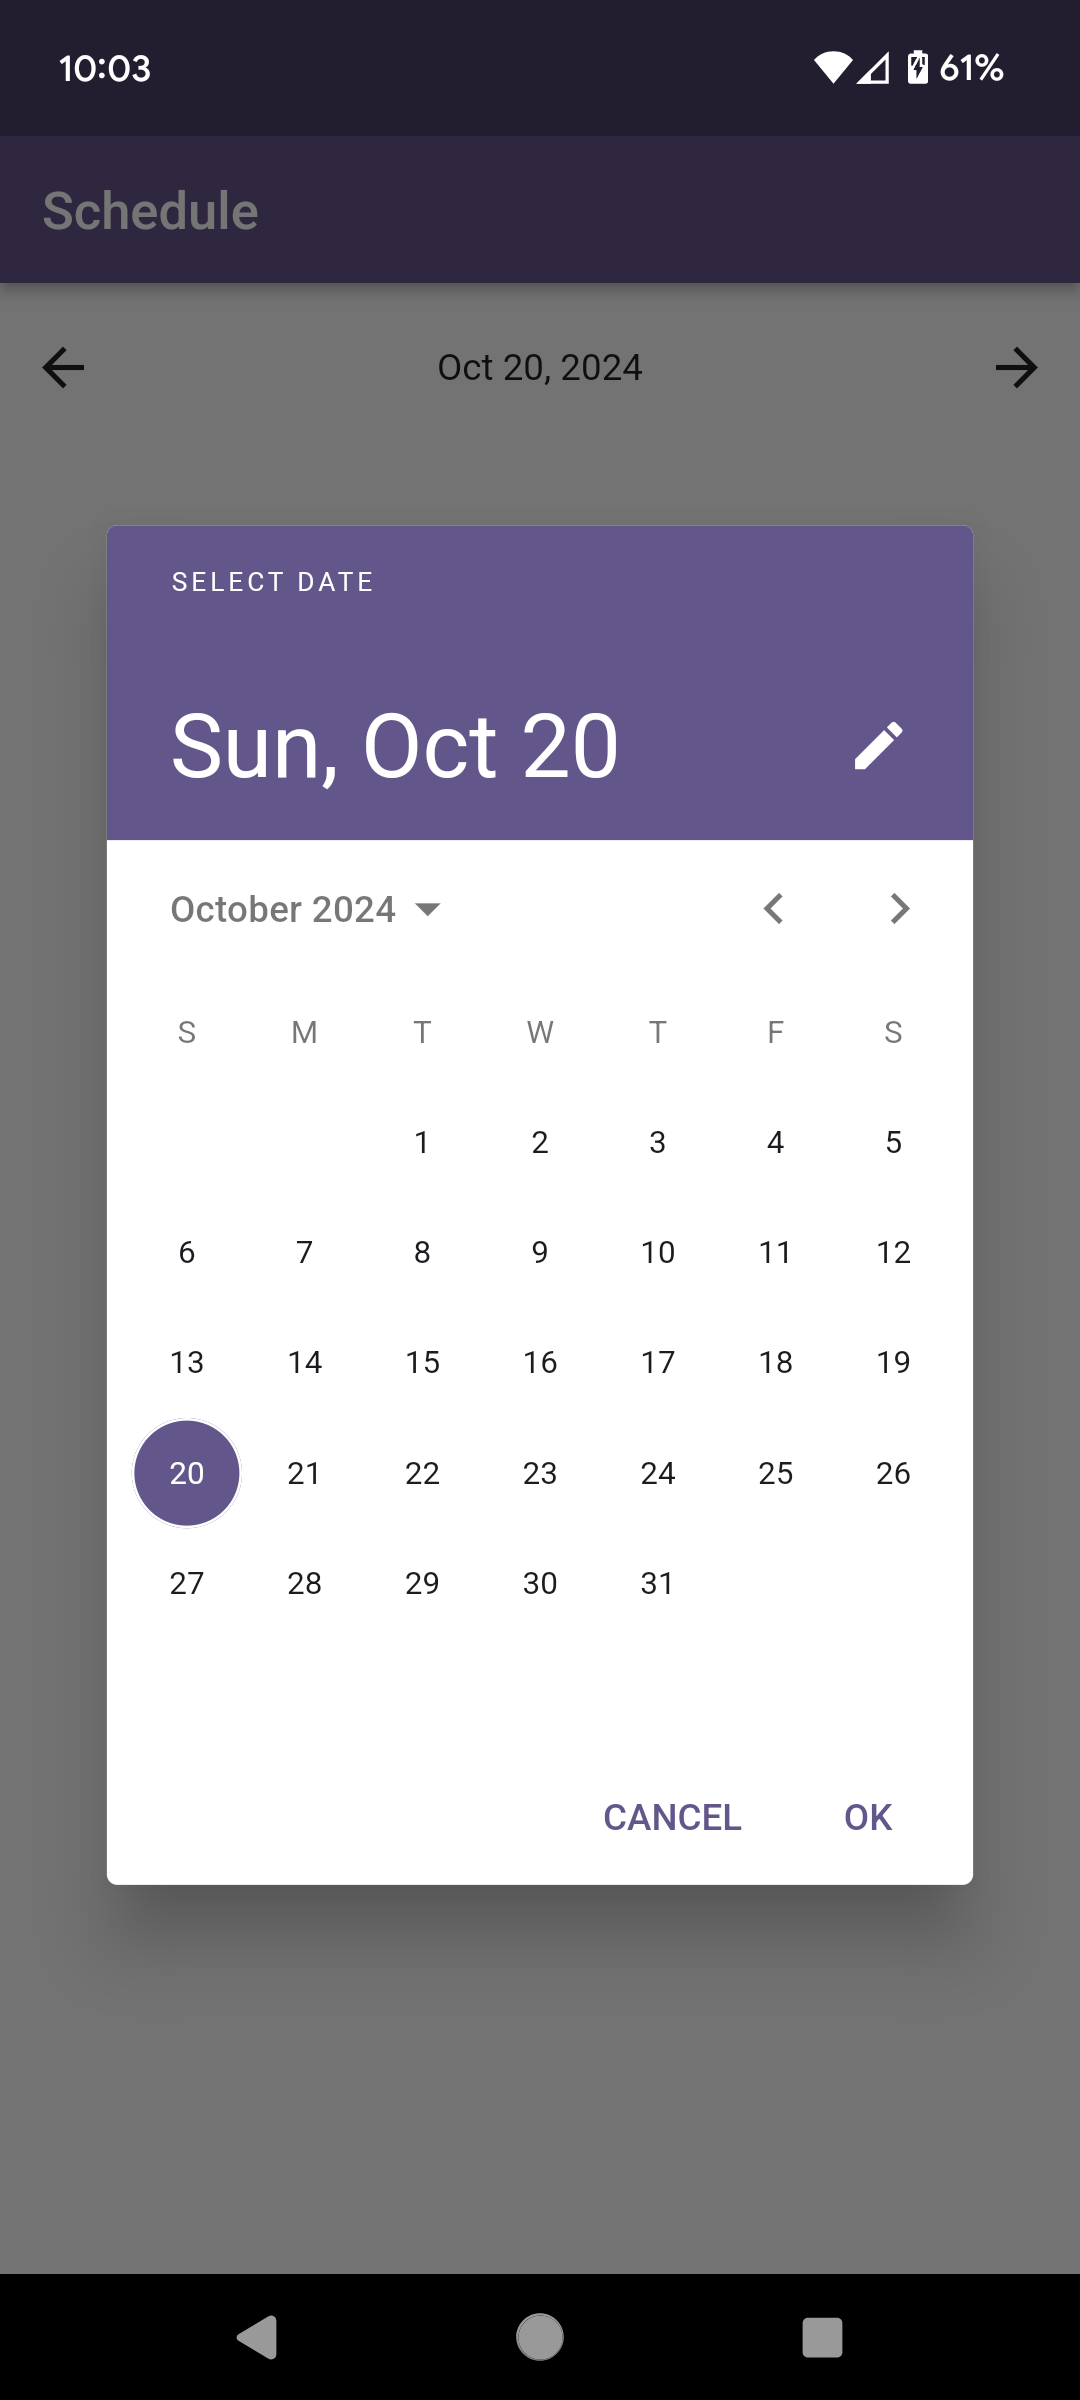 10:03 61%
Schedule
Oct 20, 2024
SELECT DATE
Sun, Oct 20
October 2024
S M T W T F S
1 2 3 4 5
6 7 8 9 10 11 12
13 14 15 16 17 18 19
20 21 22 23 24 25 26
27 28 29 30 31
CANCEL OK